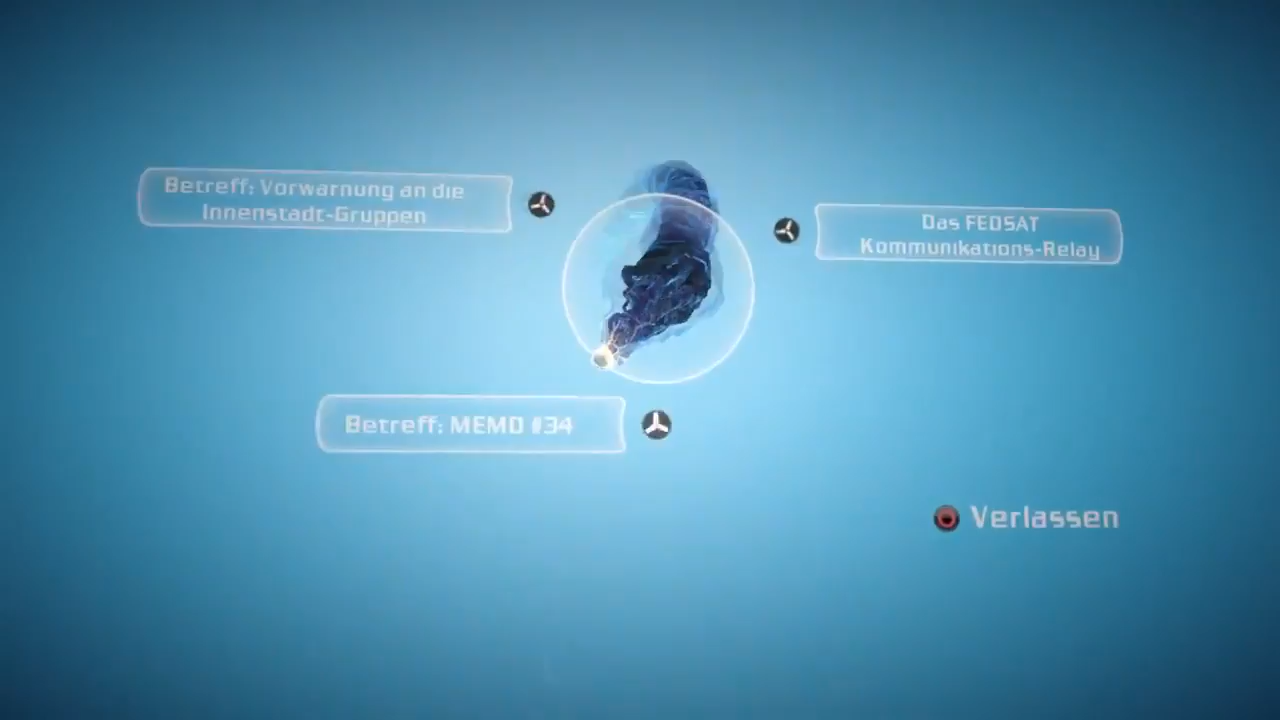 Betreff: Vorwarnung an die
Innenstadt-Gruppen
Das FEDSAT
Kommunikations-Relay
Betreff: MEMO #34
Verlassen